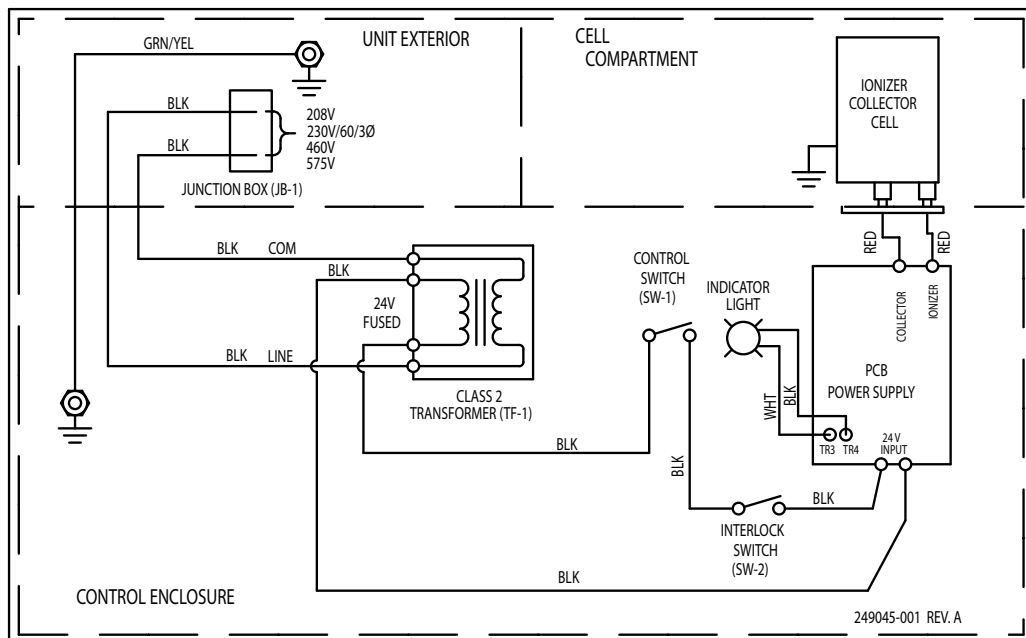 GRN/YEL
UNIT EXTERIOR
CELL
COMPARTMENT
IONIZER
COLLECTOR
CELL
BLK
BLK
208V
230V/60/3Ø
460V
575V
JUNCTION BOX (JB-1)
RED
RED
BLK COM
BLK
24V
FUSED
BLK LINE
CLASS 2
TRANSFORMER (TF-1)
CONTROL
SWITCH
(SW-1)
INDICATOR
LIGHT
COLLECTOR
IONIZER
PCB
POWER SUPPLY
WHT
BLK
TR3 TR4
24 V
INPUT
BLK
BLK
BLK
INTERLOCK
SWITCH
(SW-2)
BLK
CONTROL ENCLOSURE
249045-001 REV. A